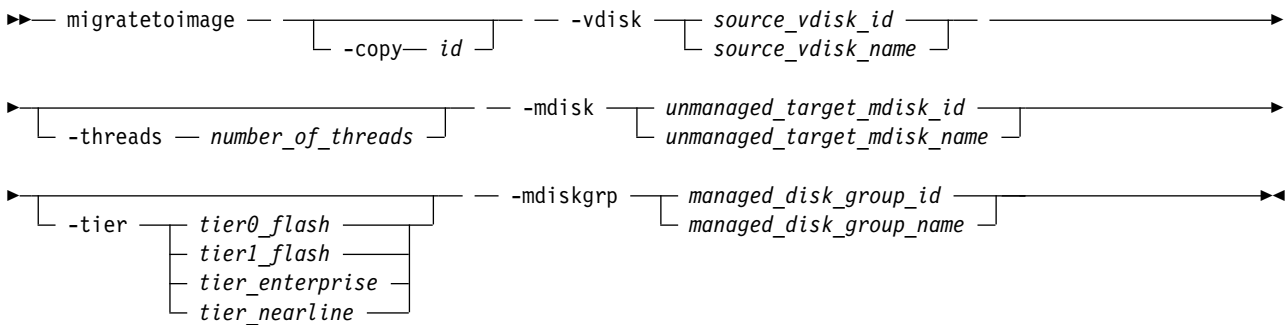 migratetoimage -vdisk source_vdisk_id
-copy id source_vdisk_name
-mdisk unmanaged_target_mdisk_id
-threads number_of_threads unmanaged_target_mdisk_name
-mdiskgrp managed_disk_group_id
-tier tier0_flash managed_disk_group_name
tier1_flash
tier_enterprise
tier_nearline